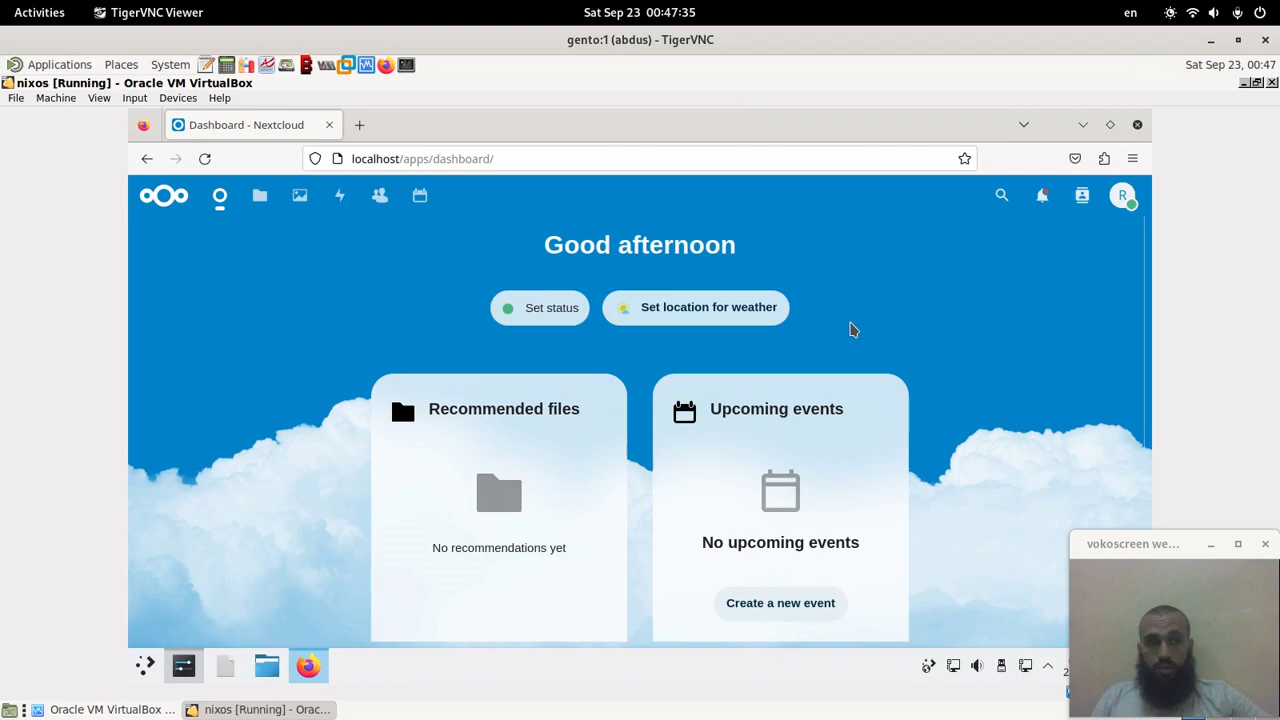 Activities TigerVNC Viewer Sat Sep 23 00:47:35 en
gento:1 (abdus) - TigerVNC
Applications Places System Sat Sep 23, 00:47
nixos [Running] - Oracle VM VirtualBox
File Machine View Input Devices Help
Dashboard - Nextcloud
localhost/apps/dashboard/
R
Good afternoon
Set status Set location for weather
Recommended files Upcoming events
No upcoming events
No recommendations yet
vokoscreen we...
Create a new event
Oracle VM VirtualBox ... nixos [Running] - Orac...